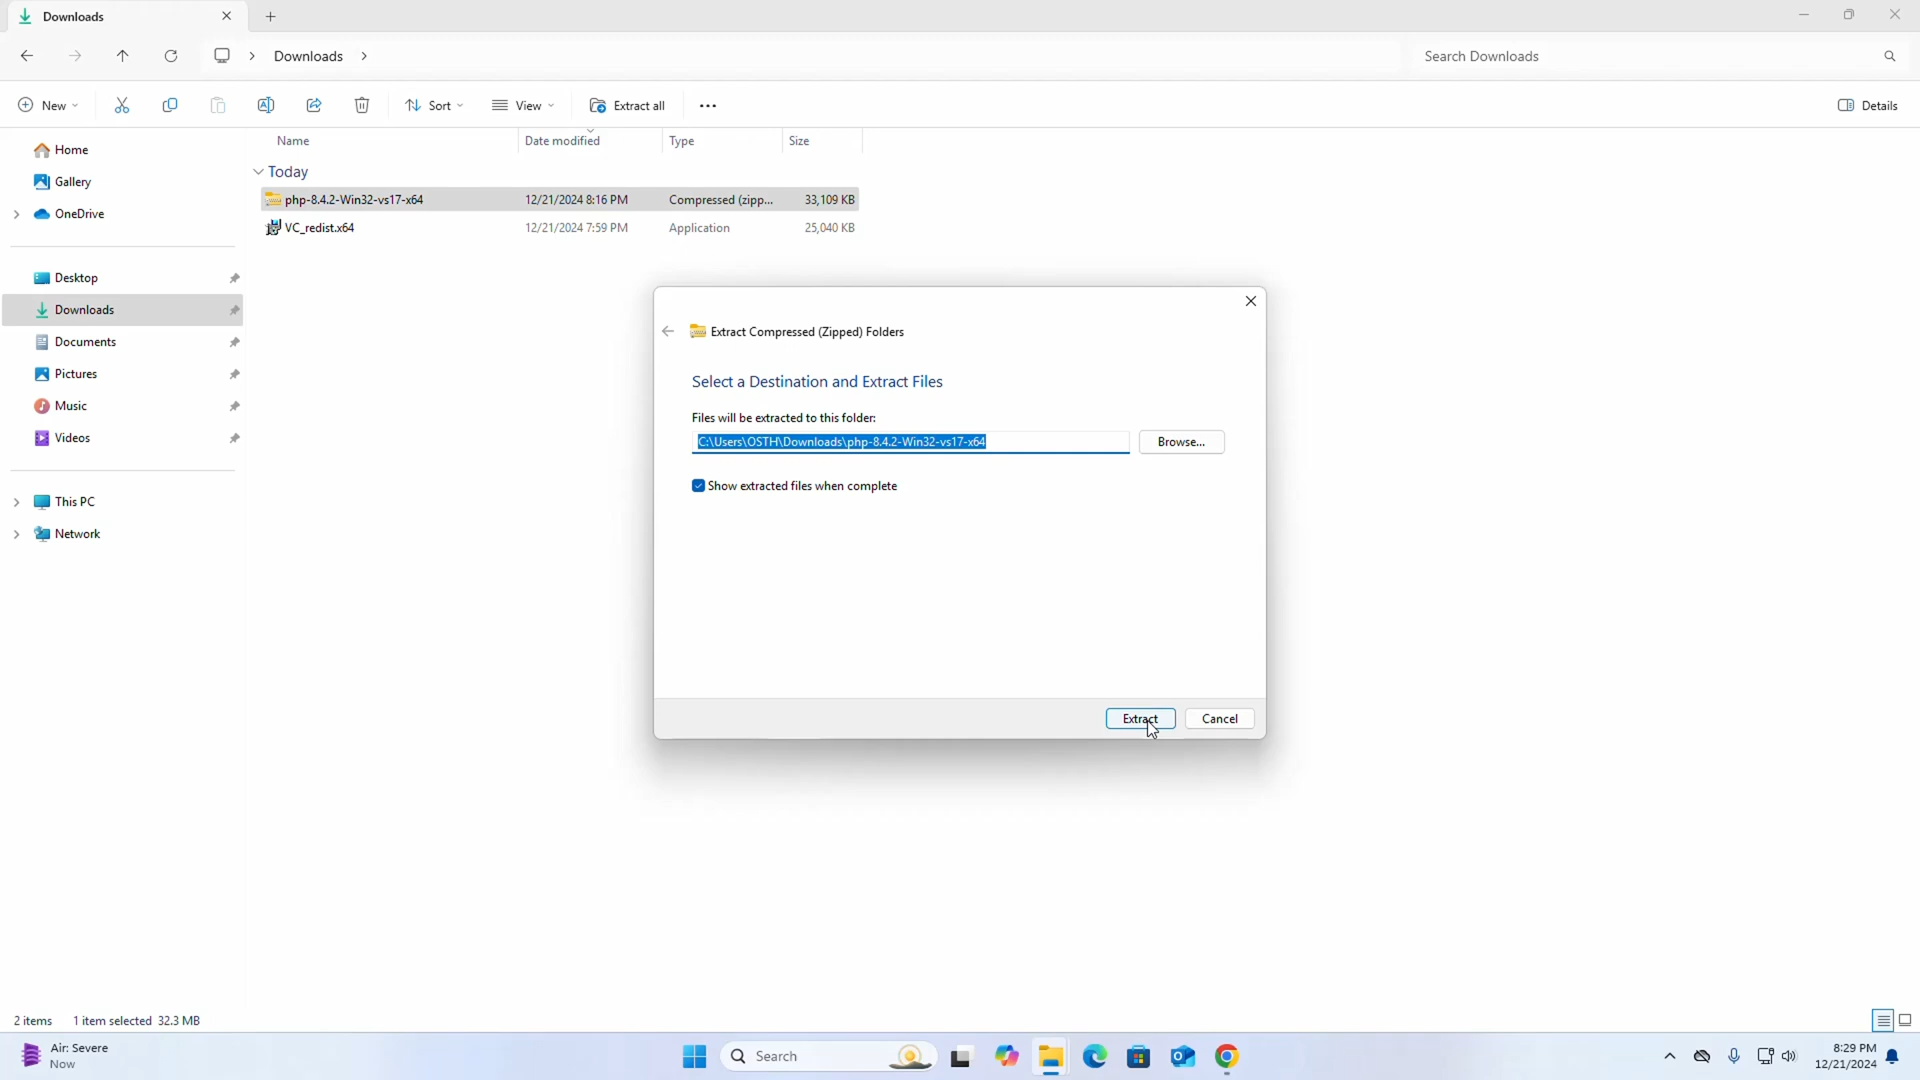 Downloads
Downloads
Search Downloads
New
Sort
View
Extract all
Details
Name Date modified Type Size
Home
Gallery
OneDrive
Desktop
Downloads
Documents
Pictures
Music
Videos
This PC
Network
Today
php-8.4.2-Win32-vs17-x64 12/21/2024 8:16 PM Compressed (zipp... 33,109 KB
VC_redist.x64 12/21/2024 7:59 PM Application 25,040 KB
Extract Compressed (Zipped) Folders
Select a Destination and Extract Files
Files will be extracted to this folder:
C:\Users\OSTH\Downloads\php-8.4.2-Win32-vs17-x64
Browse...
Show extracted files when complete
Extract Cancel
2 items 1 item selected 32.3 MB
Air: Severe
Now
Search
8:29 PM
12/21/2024